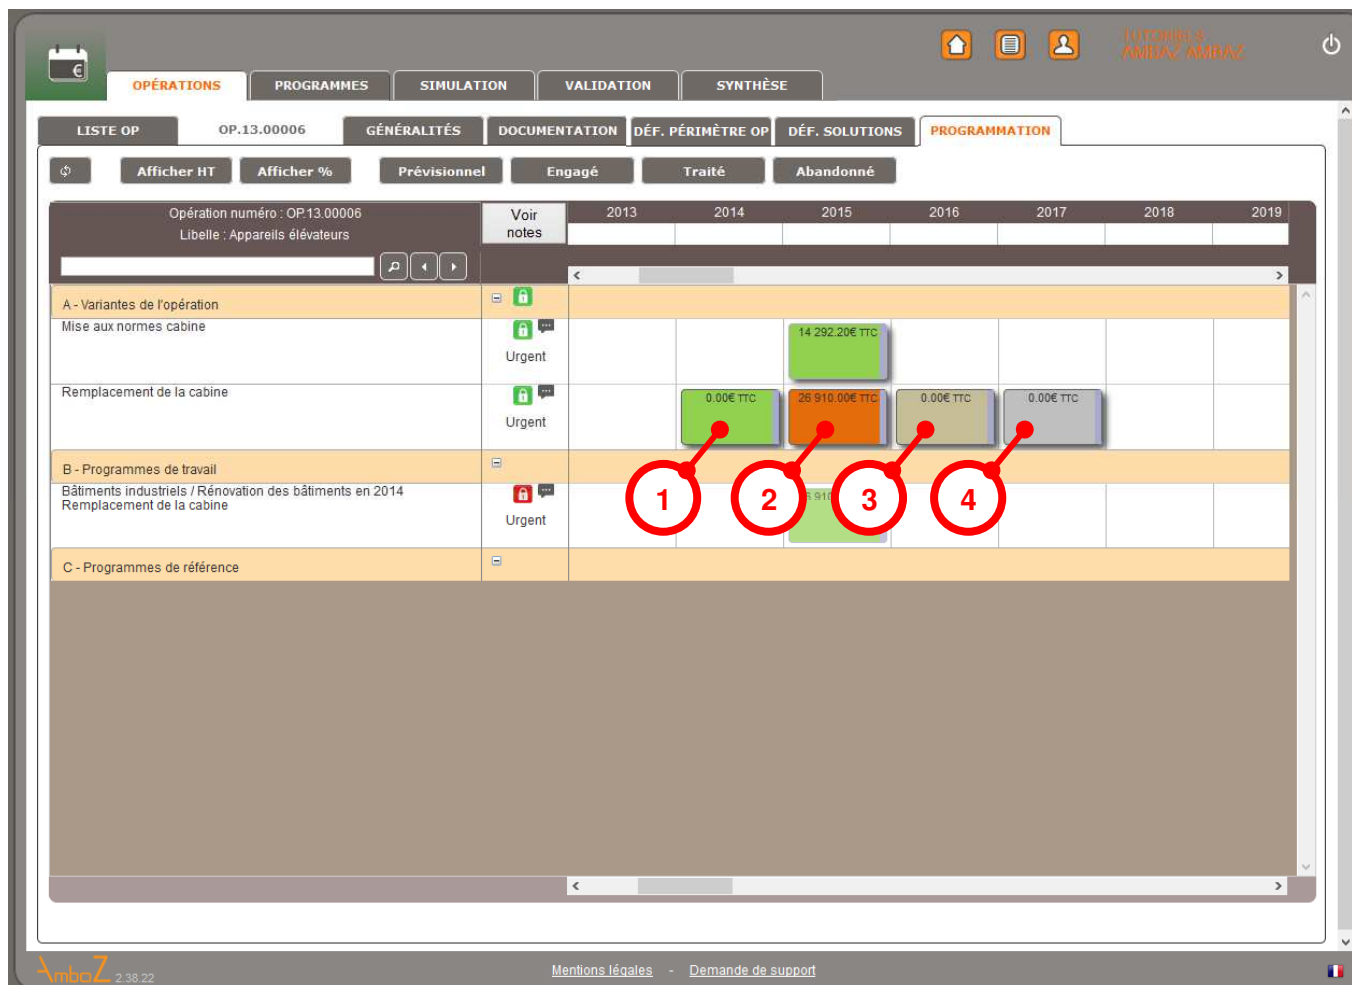 TUTORIELS
AMBAZ AMBAZ
€
OPÉRATIONS PROGRAMMES SIMULATION VALIDATION SYNTHÈSE
LISTE OP OP.13.00006 GÉNÉRALITÉS DOCUMENTATION DÉF. PÉRIMÈTRE OP DÉF. SOLUTIONS PROGRAMMATION
Afficher HT Afficher % Prévisionnel Engagé Traité Abandonné
Opération numéro : OP.13.00006 Voir 2013 2014 2015 2016 2017 2018 2019
Libelle : Appareils élévateurs notes
A - Variantes de l'opération
Mise aux normes cabine 14 292.20€ TTC
Urgent
Remplacement de la cabine 0.00€ TTC 26 910.00€ TTC 0.00€ TTC 0.00€ TTC
Urgent
B - Programmes de travail
Bâtiments industriels / Rénovation des bâtiments en 2014
Remplacement de la cabine
Urgent
1 2 3 4
C - Programmes de référence
AmboZ 2.38.22 Mentions légales - Demande de support